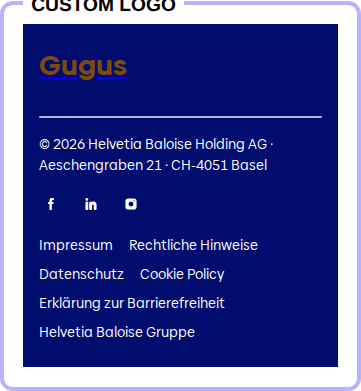 CUSTOM LOGO
Gugus
© 2026 Helvetia Baloise Holding AG ·
Aeschengraben 21 · CH-4051 Basel
Impressum Rechtliche Hinweise
Datenschutz Cookie Policy
Erklärung zur Barrierefreiheit
Helvetia Baloise Gruppe